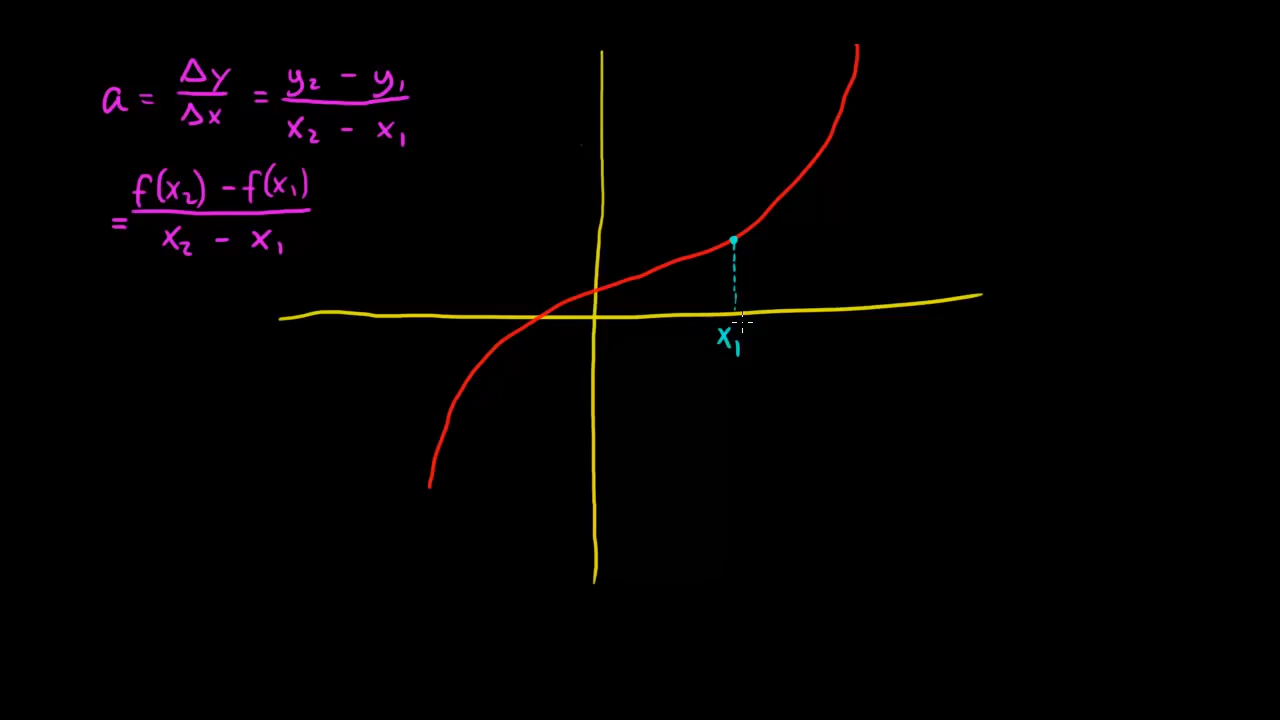 a = Δy/Δx = y₂ - y₁/x₂ - x₁
= f(x₂) - f(x₁)/x₂ - x₁
x₁